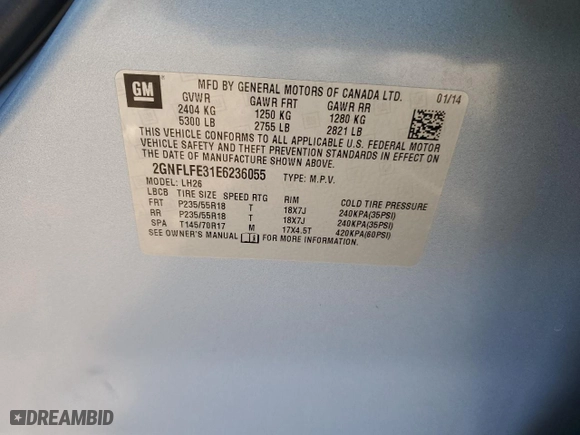 GM
MFD BY GENERAL MOTORS OF CANADA LTD. 01/14
GVWR GAWR FRT GAWR RR
2404 KG 1250 KG 1280 KG
5300 LB 2755 LB 2821 LB
THIS VEHICLE CONFORMS TO ALL APPLICABLE U.S. FEDERAL MOTOR
VEHICLE SAFETY AND THEFT PREVENTION STANDARDS IN EFFECT ON
THE DATE OF MANUFACTURE SHOWN ABOVE.
2GNFLFE31E6236055 TYPE: M.P.V.
MODEL: LH26
LBCB TIRE SIZE SPEED RTG RIM COLD TIRE PRESSURE
FRT P235/55R18 T 18X7J 240KPA(35PSI)
RR P235/55R18 T 18X7J 240KPA(35PSI)
SPA T145/70R17 M 17X4.5T 420KPA(60PSI)
SEE OWNER'S MANUAL FOR MORE INFORMATION.
DREAMBID